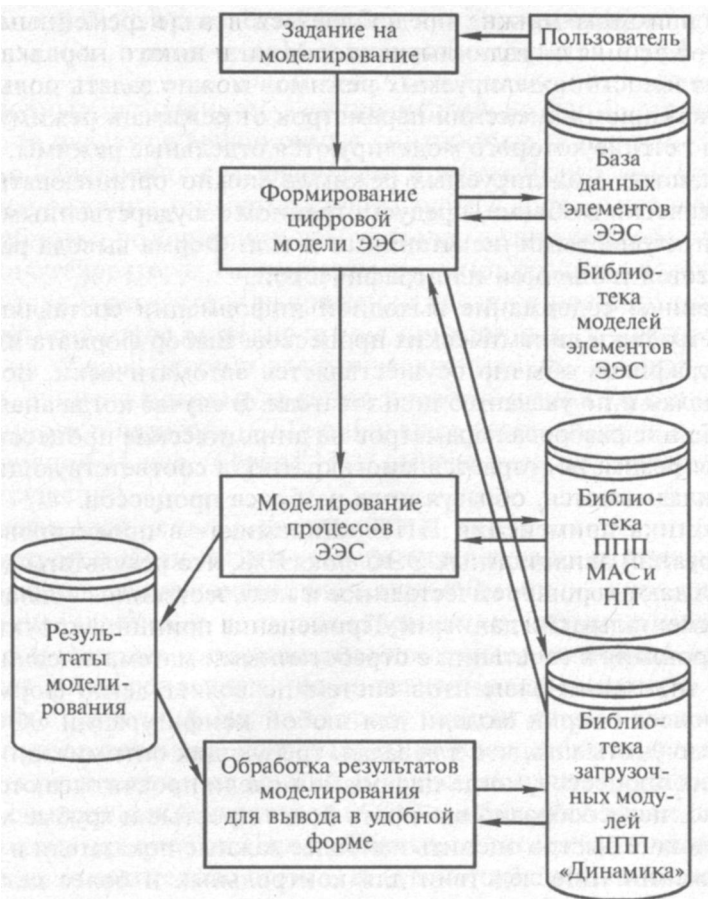 Задание на
моделирование
Пользователь
Формирование
цифровой
модели ЭЭС
База
данных
элементов
ЭЭС
Библио-
тека
моделей
элементов
ЭЭС
Моделирование
процессов
ЭЭС
Библио-
тека
ППП
МАСи
НП
Резуль-
таты
модели-
рования
Обработка результатов
моделирования
для вывода в удобной
форме
Библио-
тека
загрузоч-
ных моду-
лей
ППП
«Динамика»